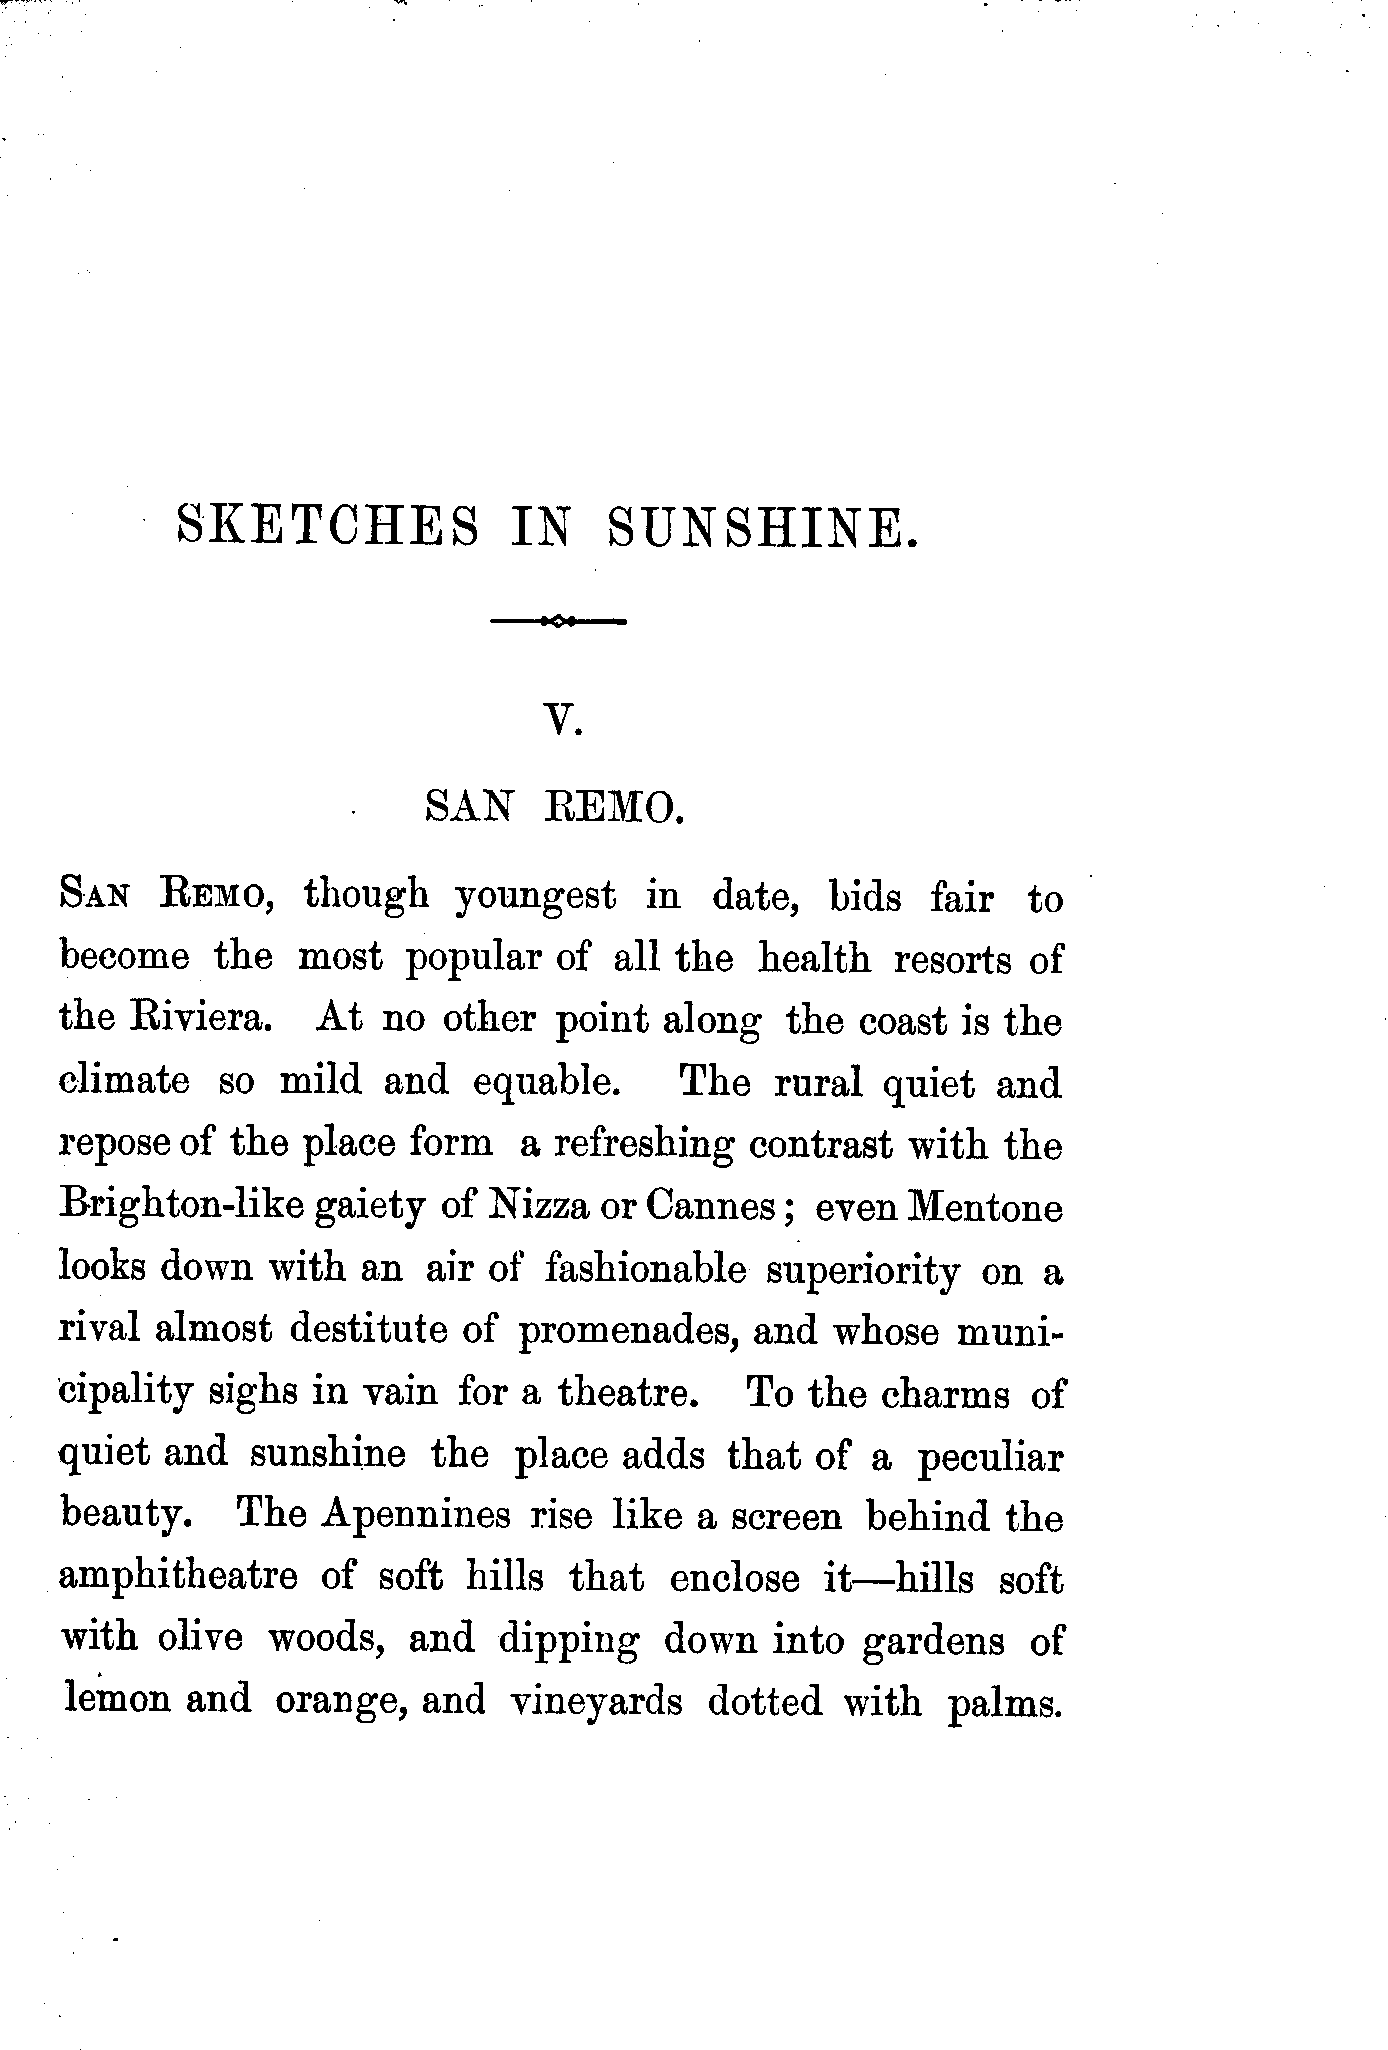 SKETCHES IN SUNSHINE.
V.
SAN REMO.
SAN REMO, though youngest in date, bids fair to
become the most popular of all the health resorts of
the Riviera. At no other point along the coast is the
climate so mild and equable. The rural quiet and
repose of the place form a refreshing contrast with the
Brighton-like gaiety of Nizza or Cannes; even Mentone
looks down with an air of fashionable superiority on a
rival almost destitute of promenades, and whose muni-
cipality sighs in vain for a theatre. To the charms of
quiet and sunshine the place adds that of a peculiar
beauty. The Apennines rise like a screen behind the
amphitheatre of soft hills that enclose it—hills soft
with olive woods, and dipping down into gardens of
lemon and orange, and vineyards dotted with palms.